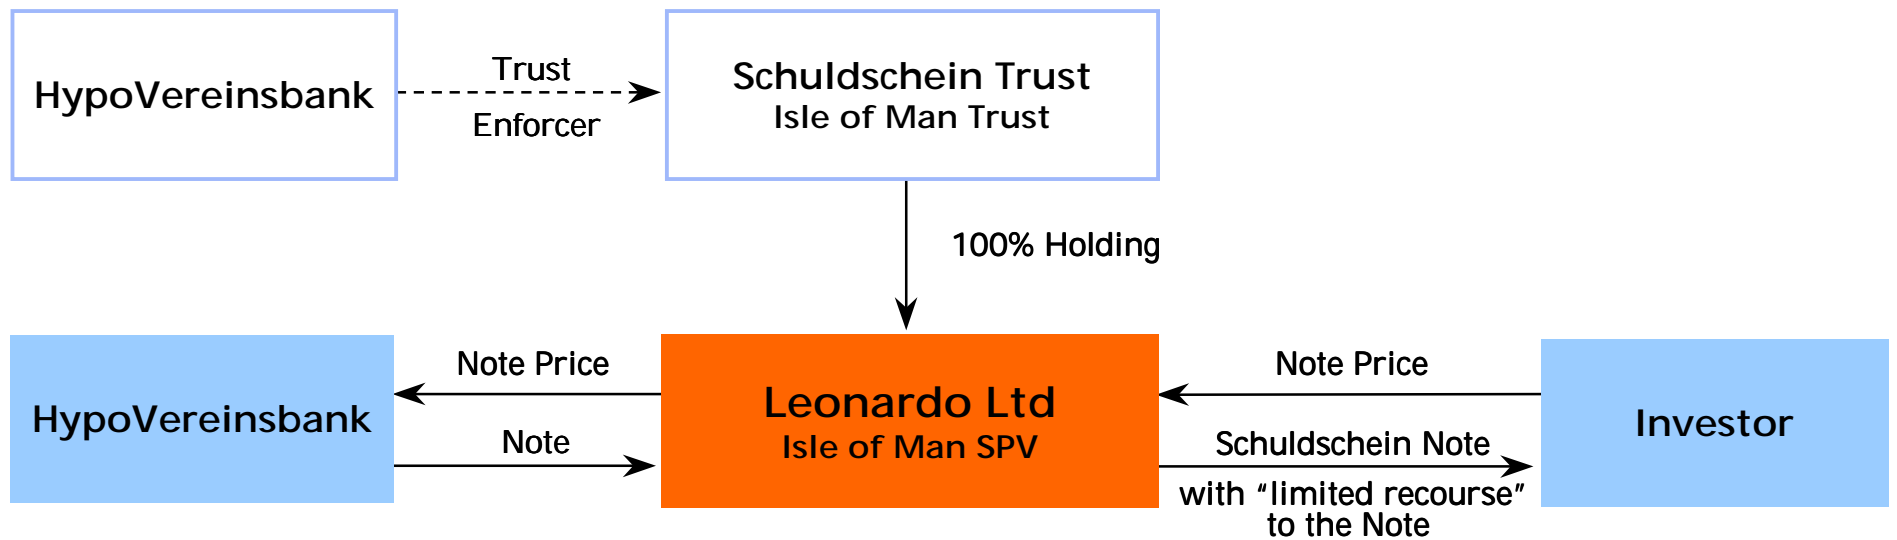 HypoVereinsbank
Trust
Enforcer
Schuldschein Trust
Isle of Man Trust
100% Holding
HypoVereinsbank
Note Price
Note
Leonardo Ltd
Isle of Man SPV
Note Price
Schuldschein Note
with “limited recourse”
to the Note
Investor